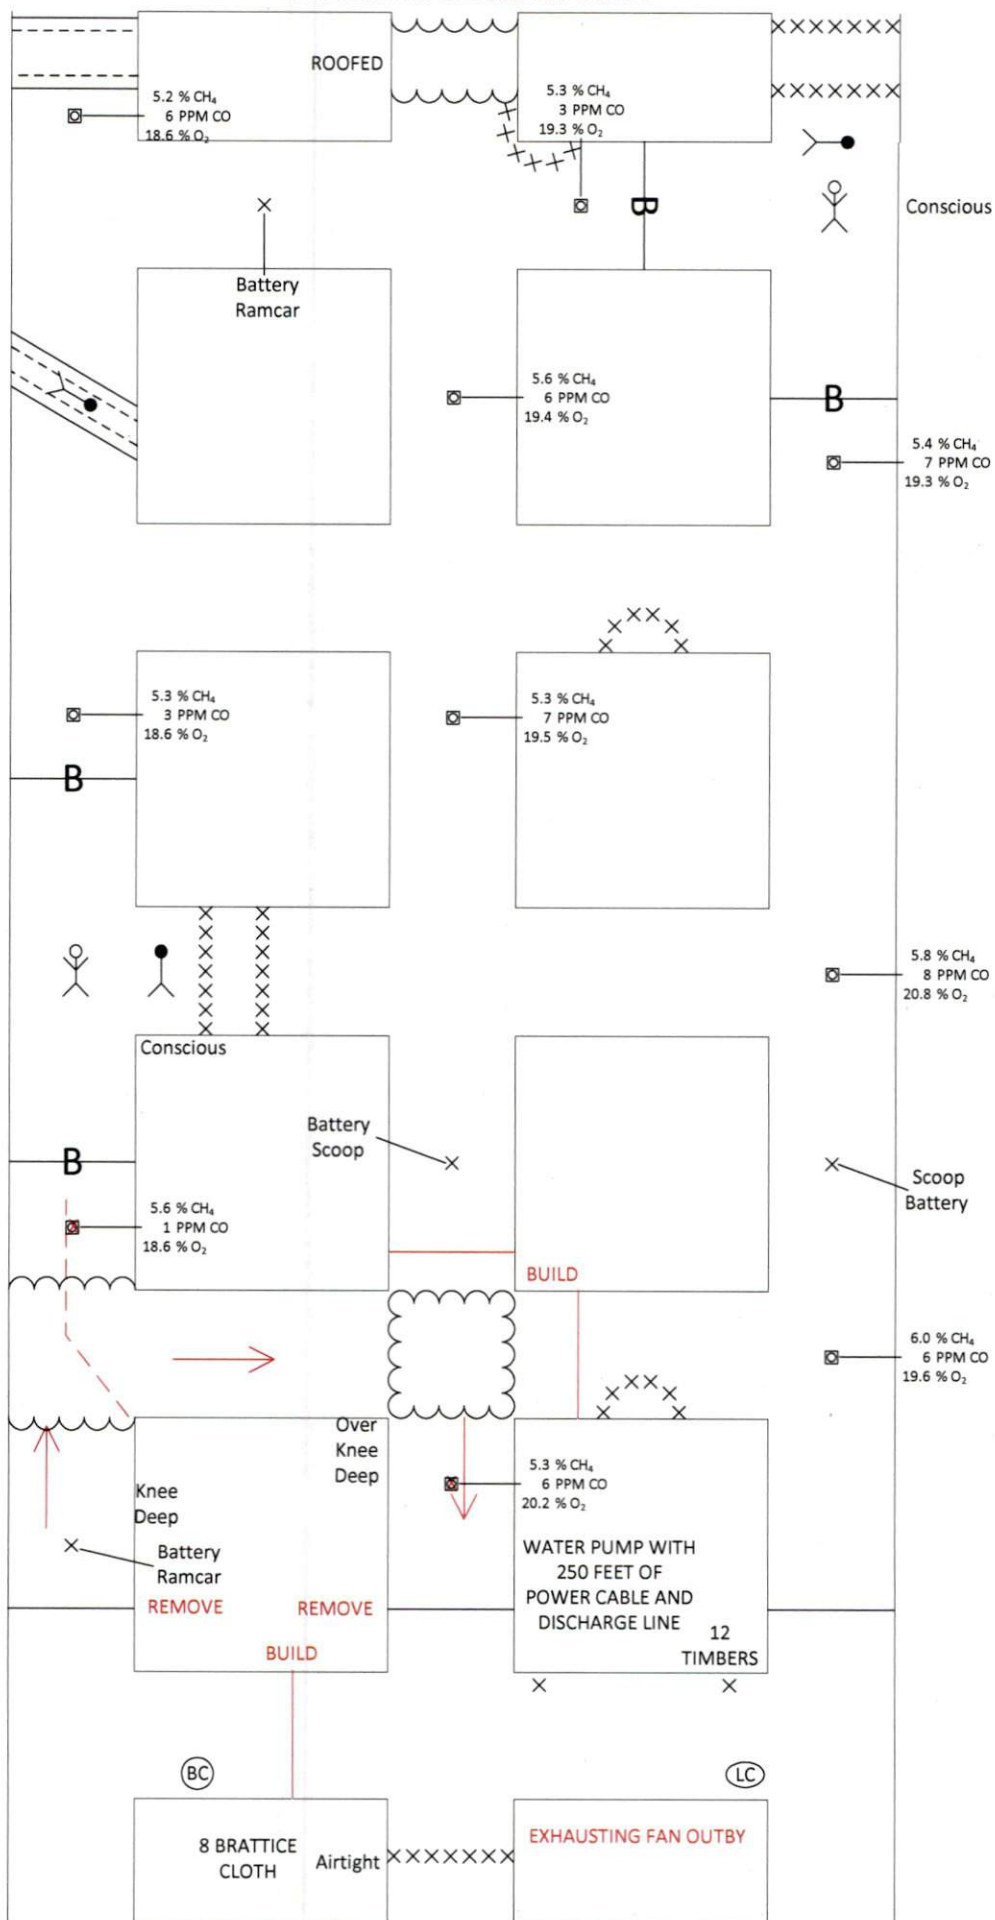 ROOFED
5.2 % CH₄
6 PPM CO
18.6 % O₂
5.3 % CH₄
3 PPM CO
19.3 % O₂
B
Conscious
Battery
Ramcar
5.6 % CH₄
6 PPM CO
19.4 % O₂
B
5.4 % CH₄
7 PPM CO
19.3 % O₂
5.3 % CH₄
3 PPM CO
18.6 % O₂
5.3 % CH₄
7 PPM CO
19.5 % O₂
B
5.8 % CH₄
8 PPM CO
20.8 % O₂
Conscious
Battery
Scoop
B
Scoop
Battery
5.6 % CH₄
1 PPM CO
18.6 % O₂
BUILD
6.0 % CH₄
6 PPM CO
19.6 % O₂
Over
Knee
Deep
5.3 % CH₄
6 PPM CO
20.2 % O₂
Knee
Deep
Battery
Ramcar
WATER PUMP WITH
250 FEET OF
POWER CABLE AND
DISCHARGE LINE
REMOVE
REMOVE
12
TIMBERS
BUILD
BC
LC
8 BRATTICE
CLOTH
Airtight
EXHAUSTING FAN OUTBY